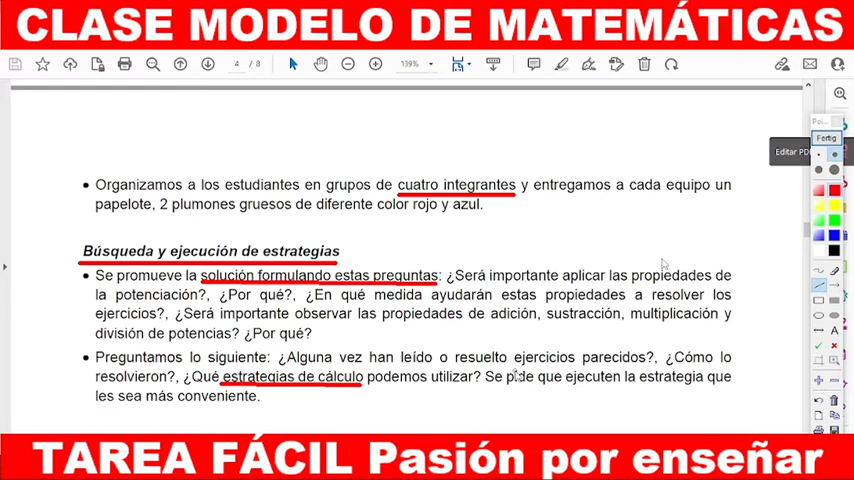 CLASE MODELO DE MATEMÁTICAS
4 / 8
139%
Poi...
Fertig
Editar PD
• Organizamos a los estudiantes en grupos de cuatro integrantes y entregamos a cada equipo un
papelote, 2 plumones gruesos de diferente color rojo y azul.
Búsqueda y ejecución de estrategias
• Se promueve la solución formulando estas preguntas: ¿Será importante aplicar las propiedades de
la potenciación?, ¿Por qué?, ¿En qué medida ayudarán estas propiedades a resolver los
ejercicios?, ¿Será importante observar las propiedades de adición, sustracción, multiplicación y
división de potencias? ¿Por qué?
• Preguntamos lo siguiente: ¿Alguna vez han leído o resuelto ejercicios parecidos?, ¿Cómo lo
resolvieron?, ¿Qué estrategias de cálculo podemos utilizar? Se pide que ejecuten la estrategia que
les sea más conveniente.
TAREA FÁCIL Pasión por enseñar